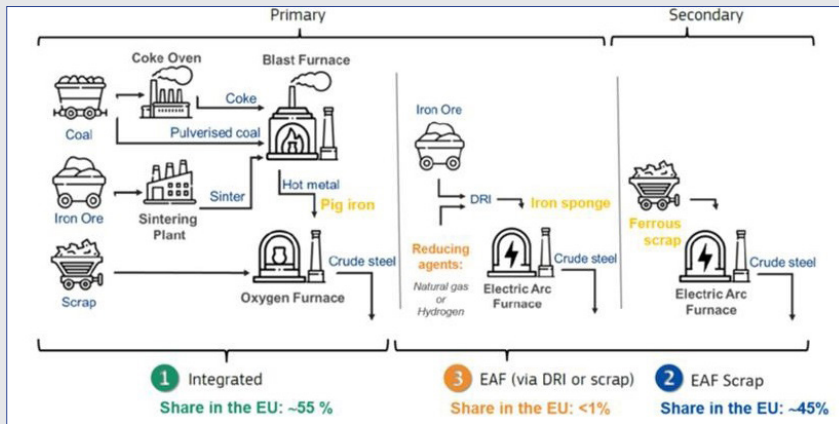 Primary
Secondary
Coke Oven
Blast Furnace
Coke
Pulverised coal
Coal
Iron Ore
Sintering
Plant
Sinter
Hot metal
Pig iron
Scrap
Oxygen Furnace
Crude steel
Iron Ore
DRI
Iron sponge
Reducing
agents:
Natural gas
or
Hydrogen
Electric Arc
Furnace
Crude steel
Ferrous
scrap
Electric Arc
Furnace
Crude steel
1 Integrated
Share in the EU: ~55 %
3 EAF (via DRI or scrap)
Share in the EU: <1%
2 EAF Scrap
Share in the EU: ~45%